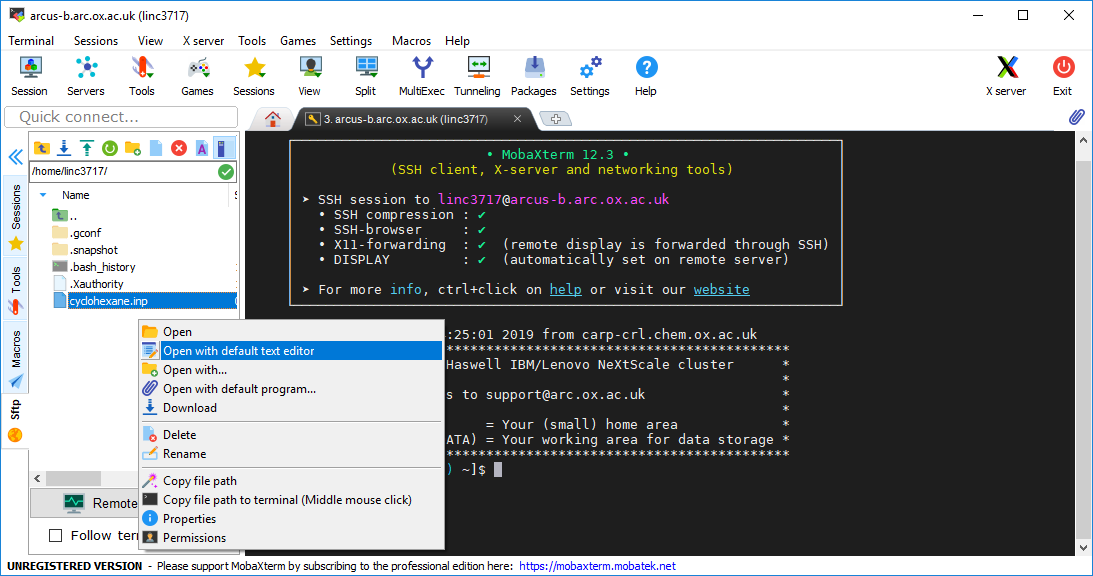 arcus-b.arc.ox.ac.uk (linc3717)
Terminal Sessions View X server Tools Games Settings Macros Help
Session Servers Tools Games Sessions View Split MultiExec Tunneling Packages Settings Help X server Exit
Quick connect...
3. arcus-b.arc.ox.ac.uk (linc3717)
/home/linc3717/
Name S
..
.gconf
.snapshot
.bash_history
.Xauthority
cyclohexane.inp
Sessions
Tools
Macros
Sftp
Remote
Follow ter
Open
Open with default text editor
Open with...
Open with default program...
Download
Delete
Rename
Copy file path
Copy file path to terminal (Middle mouse click)
Properties
Permissions
• MobaXterm 12.3 •
(SSH client, X-server and networking tools)
➤ SSH session to linc3717@arcus-b.arc.ox.ac.uk
• SSH compression : ✔
• SSH-browser : ✔
• X11-forwarding : ✔ (remote display is forwarded through SSH)
• DISPLAY : ✔ (automatically set on remote server)
➤ For more info, ctrl+click on help or visit our website
:25:01 2019 from carp-crl.chem.ox.ac.uk
*******************************************
Haswell IBM/Lenovo NeXtScale cluster *
*
s to support@arc.ox.ac.uk *
*
= Your (small) home area *
ATA) = Your working area for data storage *
*******************************************
) ~]$
UNREGISTERED VERSION - Please support MobaXterm by subscribing to the professional edition here: https://mobaxterm.mobatek.net